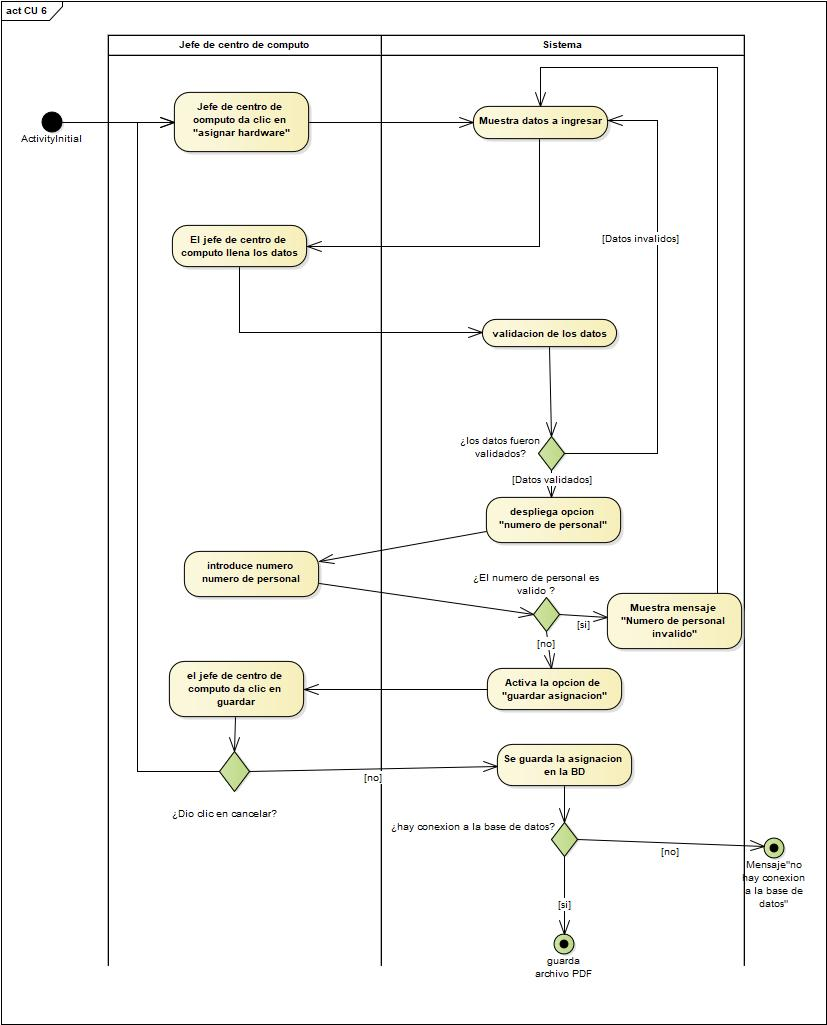 act CU 6
Jefe de centro de computo
Sistema
Jefe de centro de
oomputo da clic en
"asignar hardware"
Muestra datos a ingresar
ActivityInitial
El jefe de centro de
computo llena los datos
[Datos invalidos]
validacion de los datos
¿los datos fueron
validados?
[Datos validados]
despliega opcion
"numero de personal"
introduce numero
numero de personal
¿El numero de personal es
valido ?
[si]
Muestra mensaje
"Numero de personal
invalido"
[no]
el jefe de centro de
computo da clic en
guardar
Activa la opcion de
"guardar asignacion"
Se guarda la asignacion
en la BD
[no]
¿Dio clic en cancelar?
¿hay conexion a la base de datos?
[no]
Mensaje"no
hay conexion
a la base de
datos"
[si]
guarda
archivo PDF